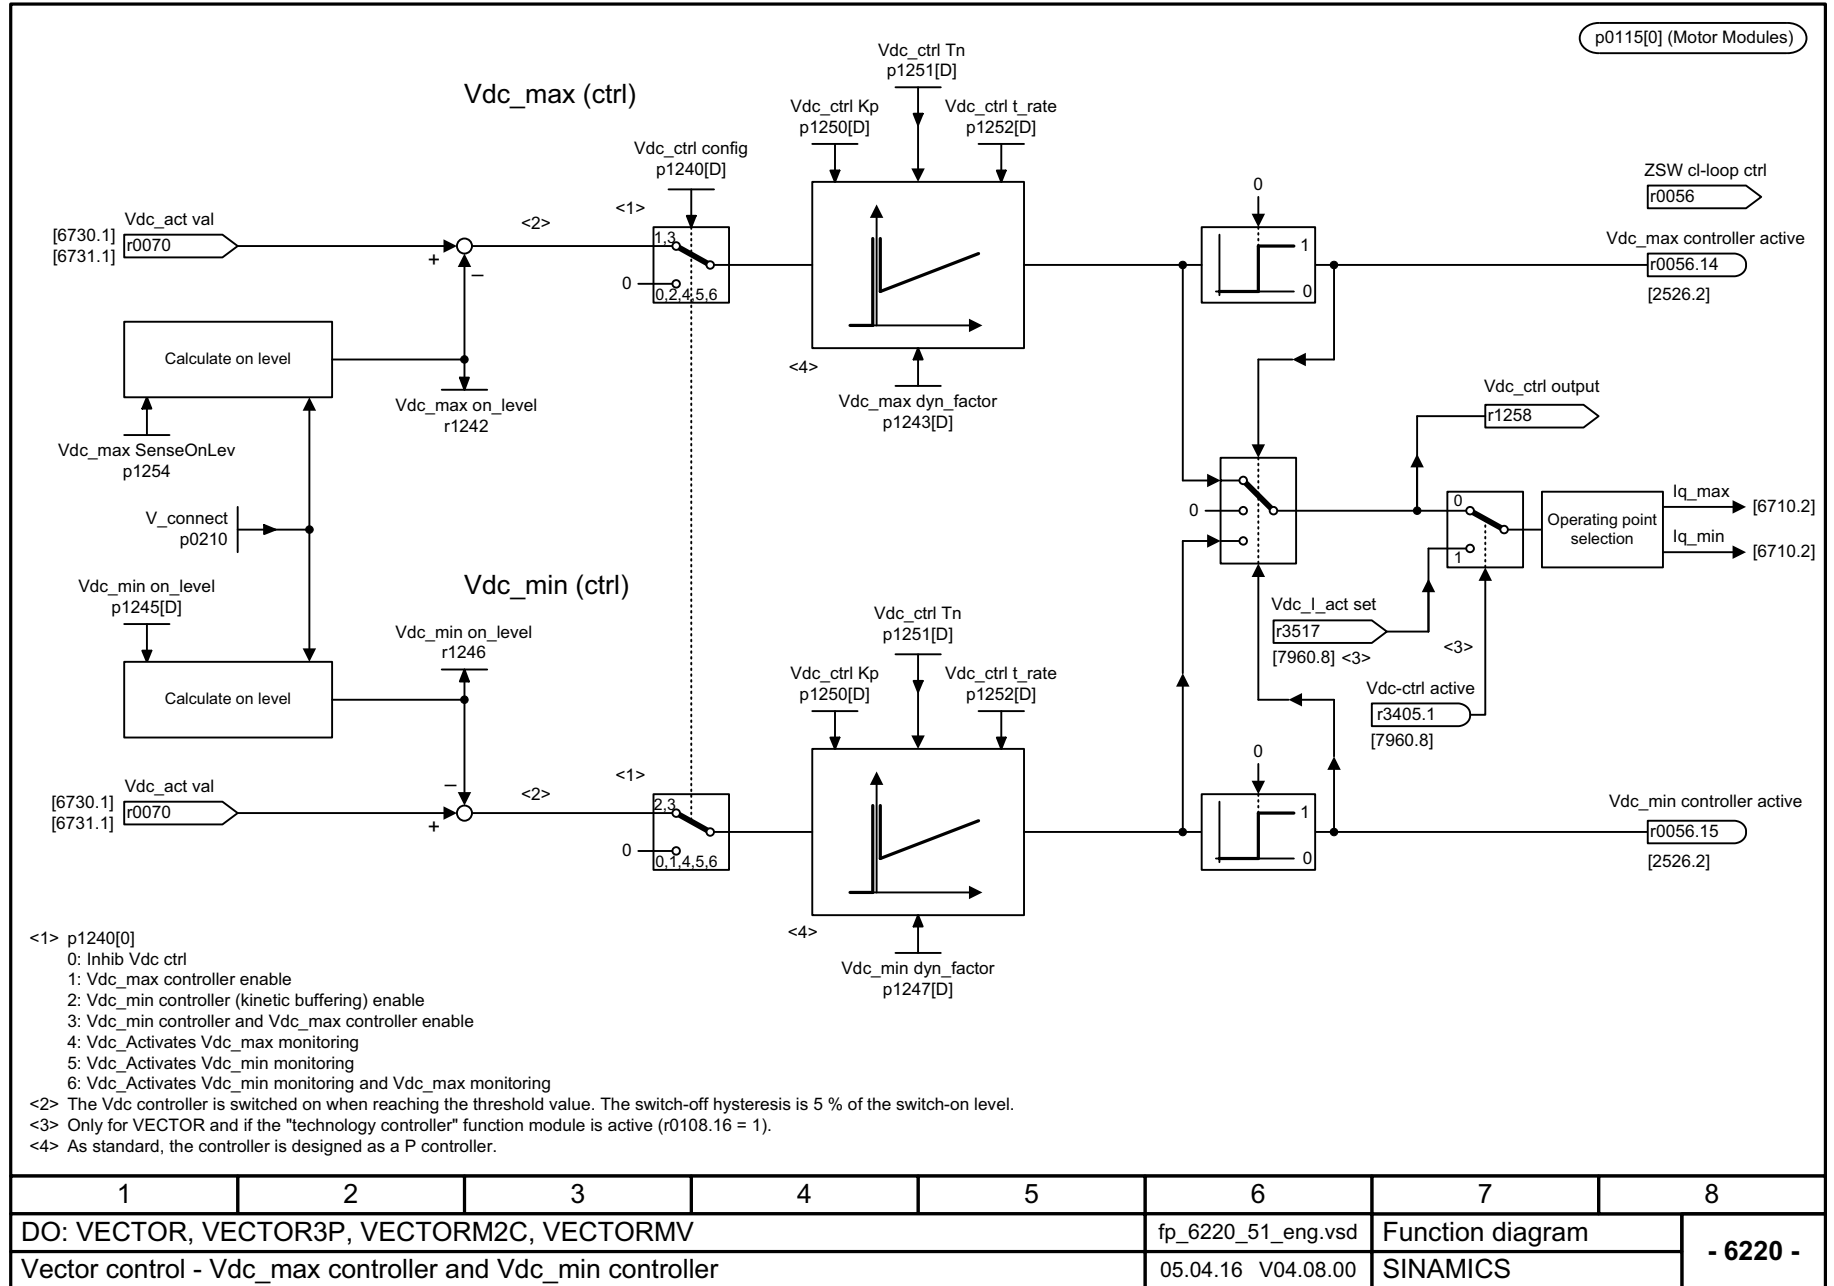 p0115[0] (Motor Modules)
Vdc_max (ctrl)
Vdc_ctrl Tn
p1251[D]
Vdc_ctrl Kp
p1250[D]
Vdc_ctrl t_rate
p1252[D]
Vdc_ctrl config
p1240[D]
ZSW cl-loop ctrl
r0056
Vdc_act val
[6730.1]
[6731.1]
r0070
+
–
<2>
<1>
1,3
0
0,2,4,5,6
0
1
0
Vdc_max controller active
r0056.14
[2526.2]
Calculate on level
Vdc_max on_level
r1242
<4>
Vdc_max dyn_factor
p1243[D]
Vdc_max SenseOnLev
p1254
Vdc_ctrl output
r1258
V_connect
p0210
0
0
1
Operating point
selection
Iq_max
[6710.2]
Iq_min
[6710.2]
Vdc_min (ctrl)
Vdc_min on_level
p1245[D]
Vdc_min on_level
r1246
Calculate on level
Vdc_ctrl Tn
p1251[D]
Vdc_ctrl Kp
p1250[D]
Vdc_ctrl t_rate
p1252[D]
Vdc_I_act set
r3517
[7960.8] <3>
<3>
Vdc-ctrl active
r3405.1
[7960.8]
Vdc_act val
[6730.1]
[6731.1]
r0070
+
–
<2>
<1>
2,3
0
0,1,4,5,6
0
1
0
Vdc_min controller active
r0056.15
[2526.2]
<4>
Vdc_min dyn_factor
p1247[D]
<1> p1240[0]
0: Inhib Vdc ctrl
1: Vdc_max controller enable
2: Vdc_min controller (kinetic buffering) enable
3: Vdc_min controller and Vdc_max controller enable
4: Vdc_Activates Vdc_max monitoring
5: Vdc_Activates Vdc_min monitoring
6: Vdc_Activates Vdc_min monitoring and Vdc_max monitoring
<2> The Vdc controller is switched on when reaching the threshold value. The switch-off hysteresis is 5 % of the switch-on level.
<3> Only for VECTOR and if the "technology controller" function module is active (r0108.16 = 1).
<4> As standard, the controller is designed as a P controller.
1 2 3 4 5 6 7 8
DO: VECTOR, VECTOR3P, VECTORM2C, VECTORMV
fp_6220_51_eng.vsd
Function diagram
- 6220 -
Vector control - Vdc_max controller and Vdc_min controller
05.04.16 V04.08.00
SINAMICS